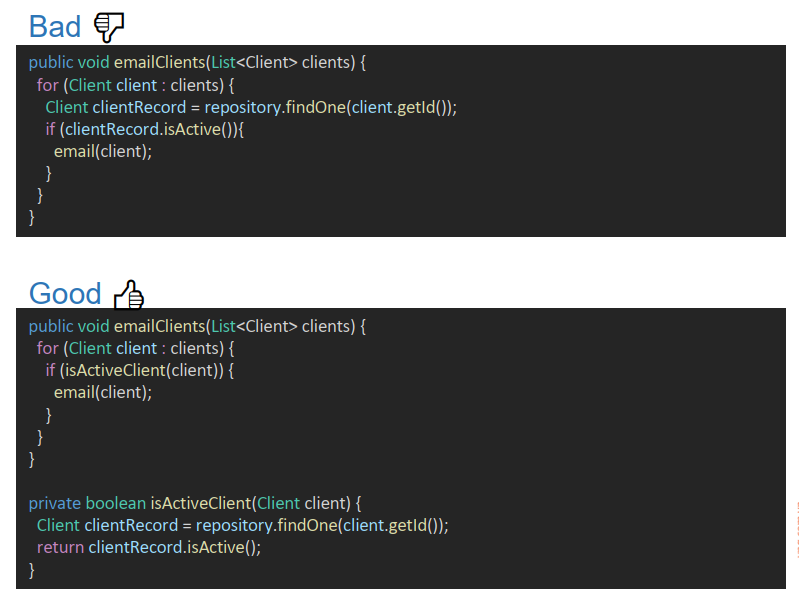 Bad
public void emailClients(List<Client> clients) {
for (Client client : clients) {
Client clientRecord = repository.findOne(client.getId());
if (clientRecord.isActive()){
email(client);
}
}
}
Good
public void emailClients(List<Client> clients) {
for (Client client : clients) {
if (isActiveClient(client)) {
email(client);
}
}
}
private boolean isActiveClient(Client client) {
Client clientRecord = repository.findOne(client.getId());
return clientRecord.isActive();
}